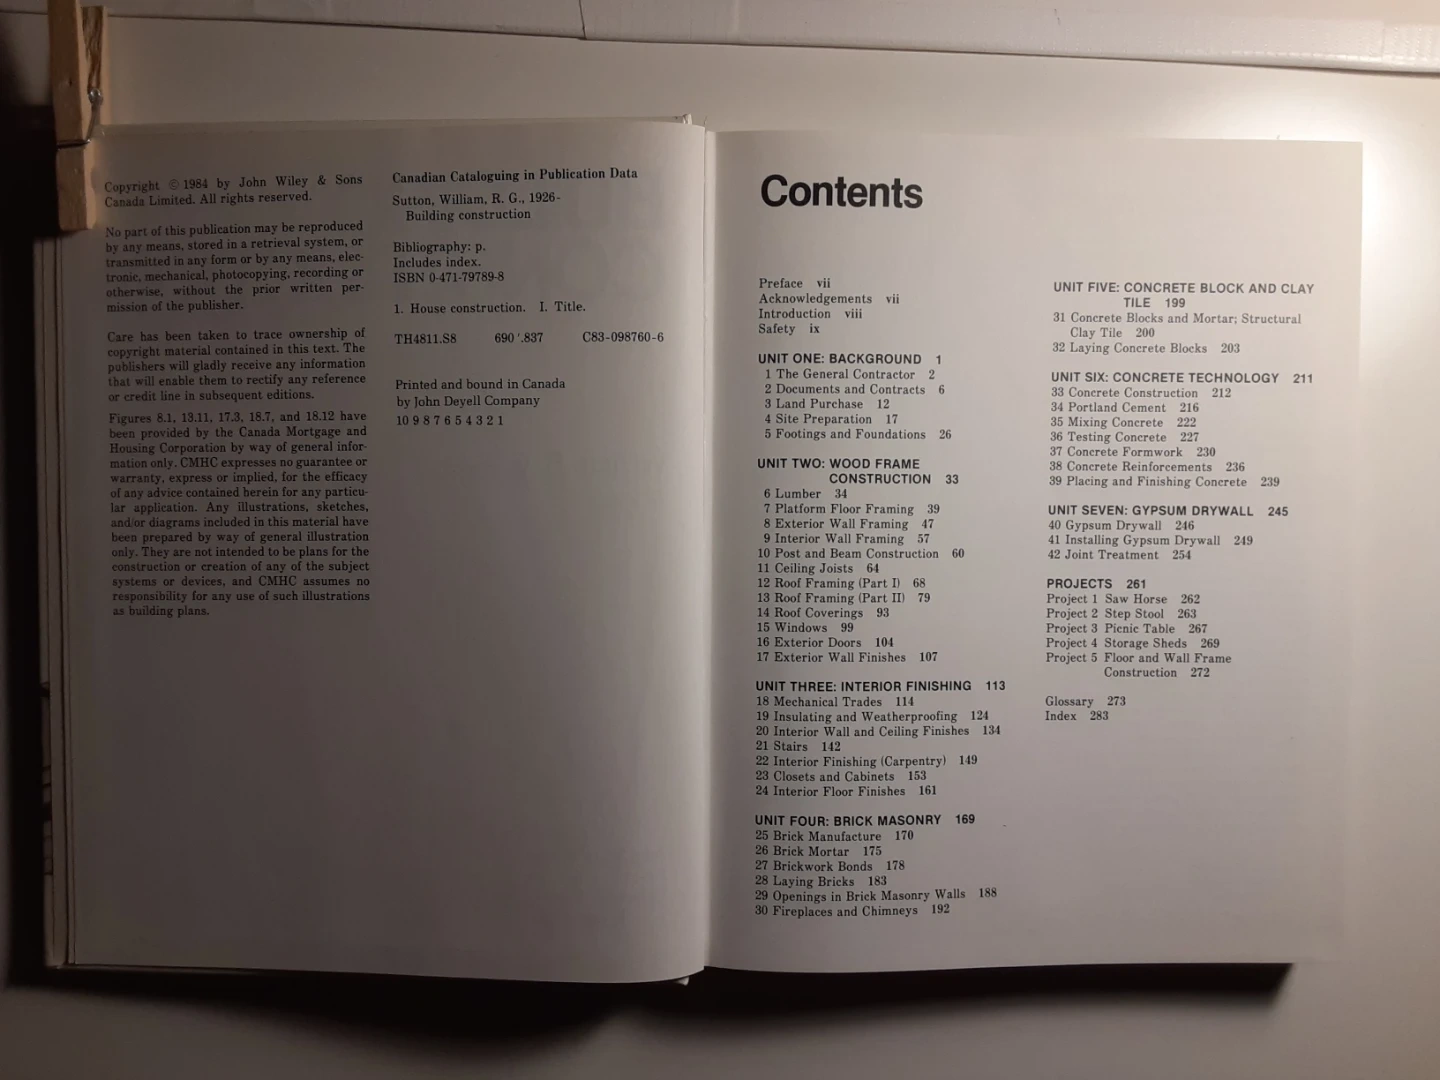 Copyright © 1984 by John Wiley & Sons
Canada Limited. All rights reserved.
No part of this publication may be reproduced
by any means, stored in a retrieval system, or
transmitted in any form or by any means, elec-
tronic, mechanical, photocopying, recording or
otherwise, without the prior written per-
mission of the publisher.
Care has been taken to trace ownership of
copyright material contained in this text. The
publishers will gladly receive any information
that will enable them to rectify any reference
or credit line in subsequent editions.
Figures 8.1, 13.11, 17.3, 18.7, and 18.12 have
been provided by the Canada Mortgage and
Housing Corporation by way of general infor-
mation only. CMHC expresses no guarantee or
warranty, express or implied, for the efficacy
of any advice contained herein for any particu-
lar application. Any illustrations, sketches,
and/or diagrams included in this material have
been prepared by way of general illustration
only. They are not intended to be plans for the
construction or creation of any of the subject
systems or devices, and CMHC assumes no
responsibility for any use of such illustrations
as building plans.
Canadian Cataloguing in Publication Data
Sutton, William, R. G., 1926-
Building construction
Bibliography: p.
Includes index.
ISBN 0-471-79789-8
1. House construction. I. Title.
TH4811.S8 690'.837 C83-098760-6
Printed and bound in Canada
by John Deyell Company
10 9 8 7 6 5 4 3 2 1
Contents
Preface vii
Acknowledgements vii
Introduction viii
Safety ix
UNIT ONE: BACKGROUND 1
1 The General Contractor 2
2 Documents and Contracts 6
3 Land Purchase 12
4 Site Preparation 17
5 Footings and Foundations 26
UNIT TWO: WOOD FRAME
CONSTRUCTION 33
6 Lumber 34
7 Platform Floor Framing 39
8 Exterior Wall Framing 47
9 Interior Wall Framing 57
10 Post and Beam Construction 60
11 Ceiling Joists 64
12 Roof Framing (Part I) 68
13 Roof Framing (Part II) 79
14 Roof Coverings 93
15 Windows 99
16 Exterior Doors 104
17 Exterior Wall Finishes 107
UNIT THREE: INTERIOR FINISHING 113
18 Mechanical Trades 114
19 Insulating and Weatherproofing 124
20 Interior Wall and Ceiling Finishes 134
21 Stairs 142
22 Interior Finishing (Carpentry) 149
23 Closets and Cabinets 153
24 Interior Floor Finishes 161
UNIT FOUR: BRICK MASONRY 169
25 Brick Manufacture 170
26 Brick Mortar 175
27 Brickwork Bonds 178
28 Laying Bricks 183
29 Openings in Brick Masonry Walls 188
30 Fireplaces and Chimneys 192
UNIT FIVE: CONCRETE BLOCK AND CLAY
TILE 199
31 Concrete Blocks and Mortar; Structural
Clay Tile 200
32 Laying Concrete Blocks 203
UNIT SIX: CONCRETE TECHNOLOGY 211
33 Concrete Construction 212
34 Portland Cement 216
35 Mixing Concrete 222
36 Testing Concrete 227
37 Concrete Formwork 230
38 Concrete Reinforcements 236
39 Placing and Finishing Concrete 239
UNIT SEVEN: GYPSUM DRYWALL 245
40 Gypsum Drywall 246
41 Installing Gypsum Drywall 249
42 Joint Treatment 254
PROJECTS 261
Project 1 Saw Horse 262
Project 2 Step Stool 263
Project 3 Picnic Table 267
Project 4 Storage Sheds 269
Project 5 Floor and Wall Frame
Construction 272
Glossary 273
Index 283